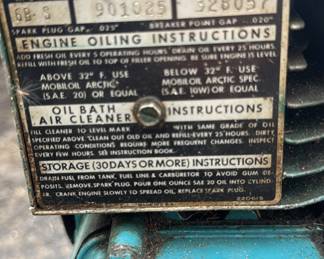 6B-S 901025 228057
SPARK PLUG GAP .025" BREAKER POINT GAP .020"
ENGINE OILING INSTRUCTIONS
ADD FRESH OIL EVERY 5 OPERATING HOURS. DRAIN OIL EVERY 25 HOURS.
REFILL WITH FRESH OIL TO TOP OF FILLER OPENING. BE SURE ENGINE IS LEVEL
ABOVE 32° F. USE BELOW 32° F. USE
MOBILOIL ARCTIC MOBILOIL ARCTIC SPEC.
(S.A.E. 20) OR EQUAL (S.A.E. 10W) OR EQUAL
OIL BATH
AIR CLEANER INSTRUCTIONS
FILL CLEANER TO LEVEL MARK WITH SAME GRADE OF OIL
SPECIFIED ABOVE. CLEAN OUT OLD OIL AND REFILL EVERY 25 HOURS. DIRTY
OPERATING CONDITIONS REQUIRE MORE FREQUENT CHANGES. INSPECT
EVERY FEW HOURS. SEE INSTRUCTION BOOK.
STORAGE (30 DAYS OR MORE) INSTRUCTIONS
DRAIN FUEL FROM TANK, FUEL LINE & CARBURETOR TO AVOID GUM DE-
POSITS. REMOVE SPARK PLUG. POUR ONE OUNCE SAE 20 OIL INTO CYLIND-
ER. CRANK ENGINE SLOWLY TO SPREAD OIL, REPLACE SPARK PLUG.